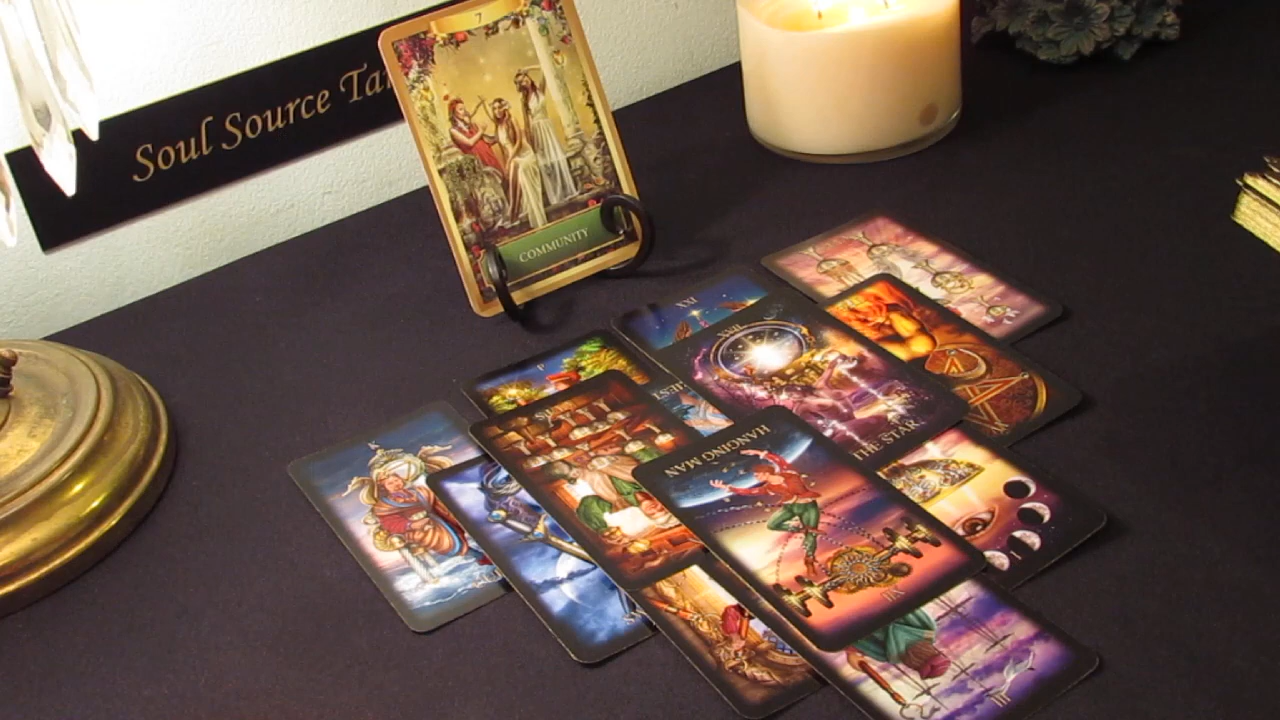 7
Soul Source Ta
COMMUNITY
XXI
XVII
THE STAR
HANGING MAN
XII